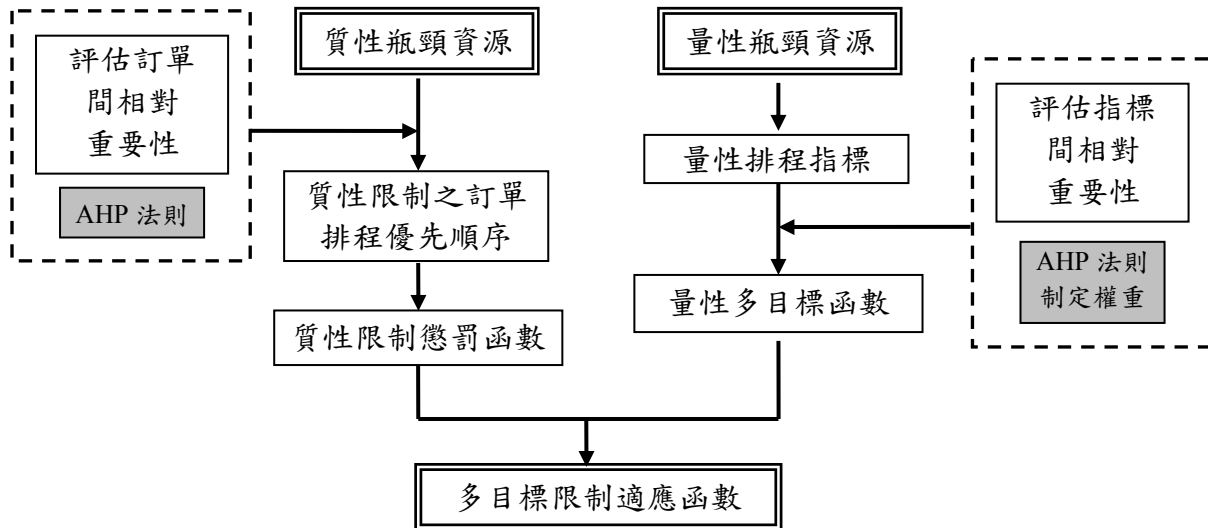 質性瓶頸資源
量性瓶頸資源
評估訂單
間相對
重要性
AHP 法則
評估指標
間相對
重要性
AHP 法則
制定權重
量性排程指標
質性限制之訂單
排程優先順序
量性多目標函數
質性限制懲罰函數
多目標限制適應函數